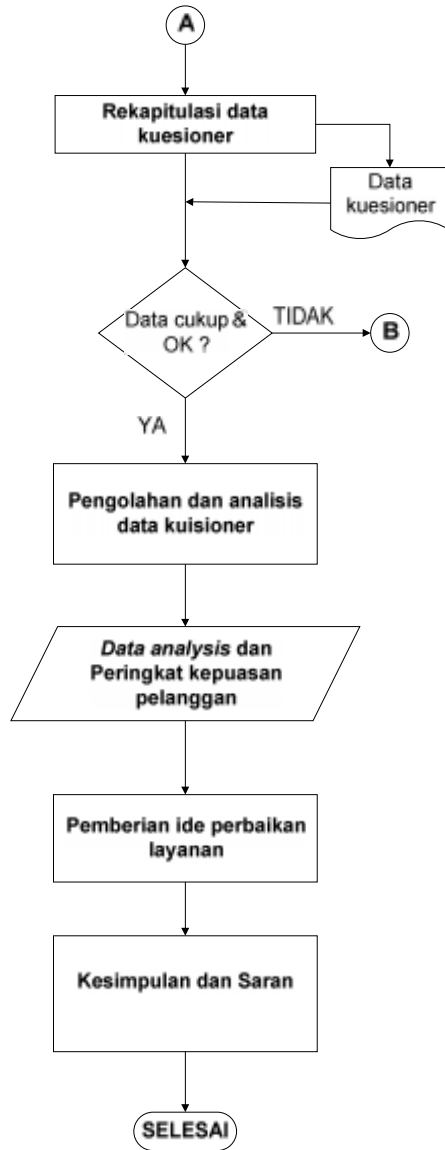 A
Rekapitulasi data
kuesioner
Data
kuesioner
Data cukup &
OK ?
TIDAK
B
YA
Pengolahan dan analisis
data kuisioner
Data analysis dan
Peringkat kepuasan
pelanggan
Pemberian ide perbaikan
layanan
Kesimpulan dan Saran
SELESAI